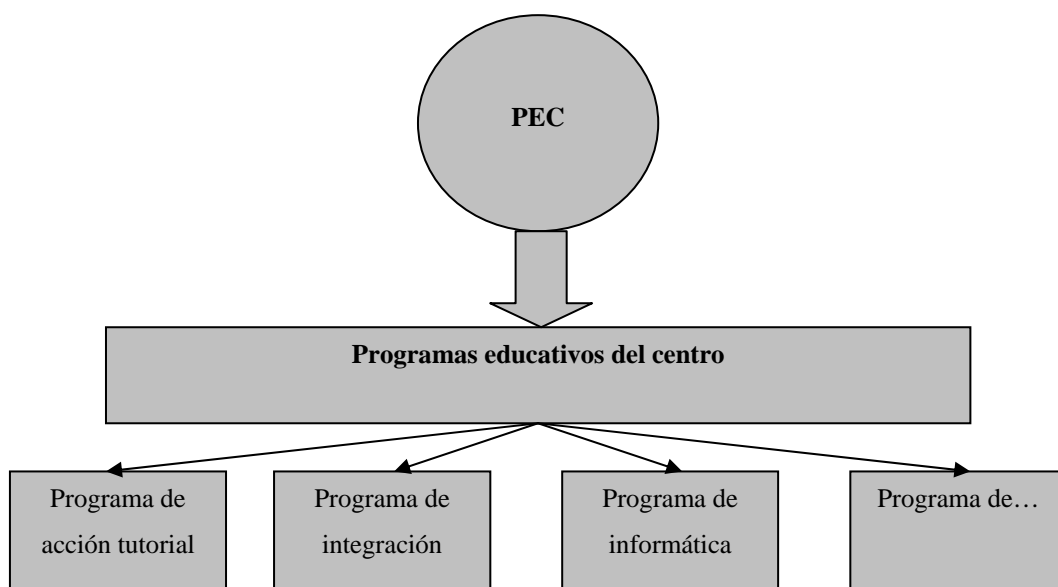 PEC
Programas educativos del centro
Programa de
acción tutorial
Programa de
integración
Programa de
informática
Programa de…